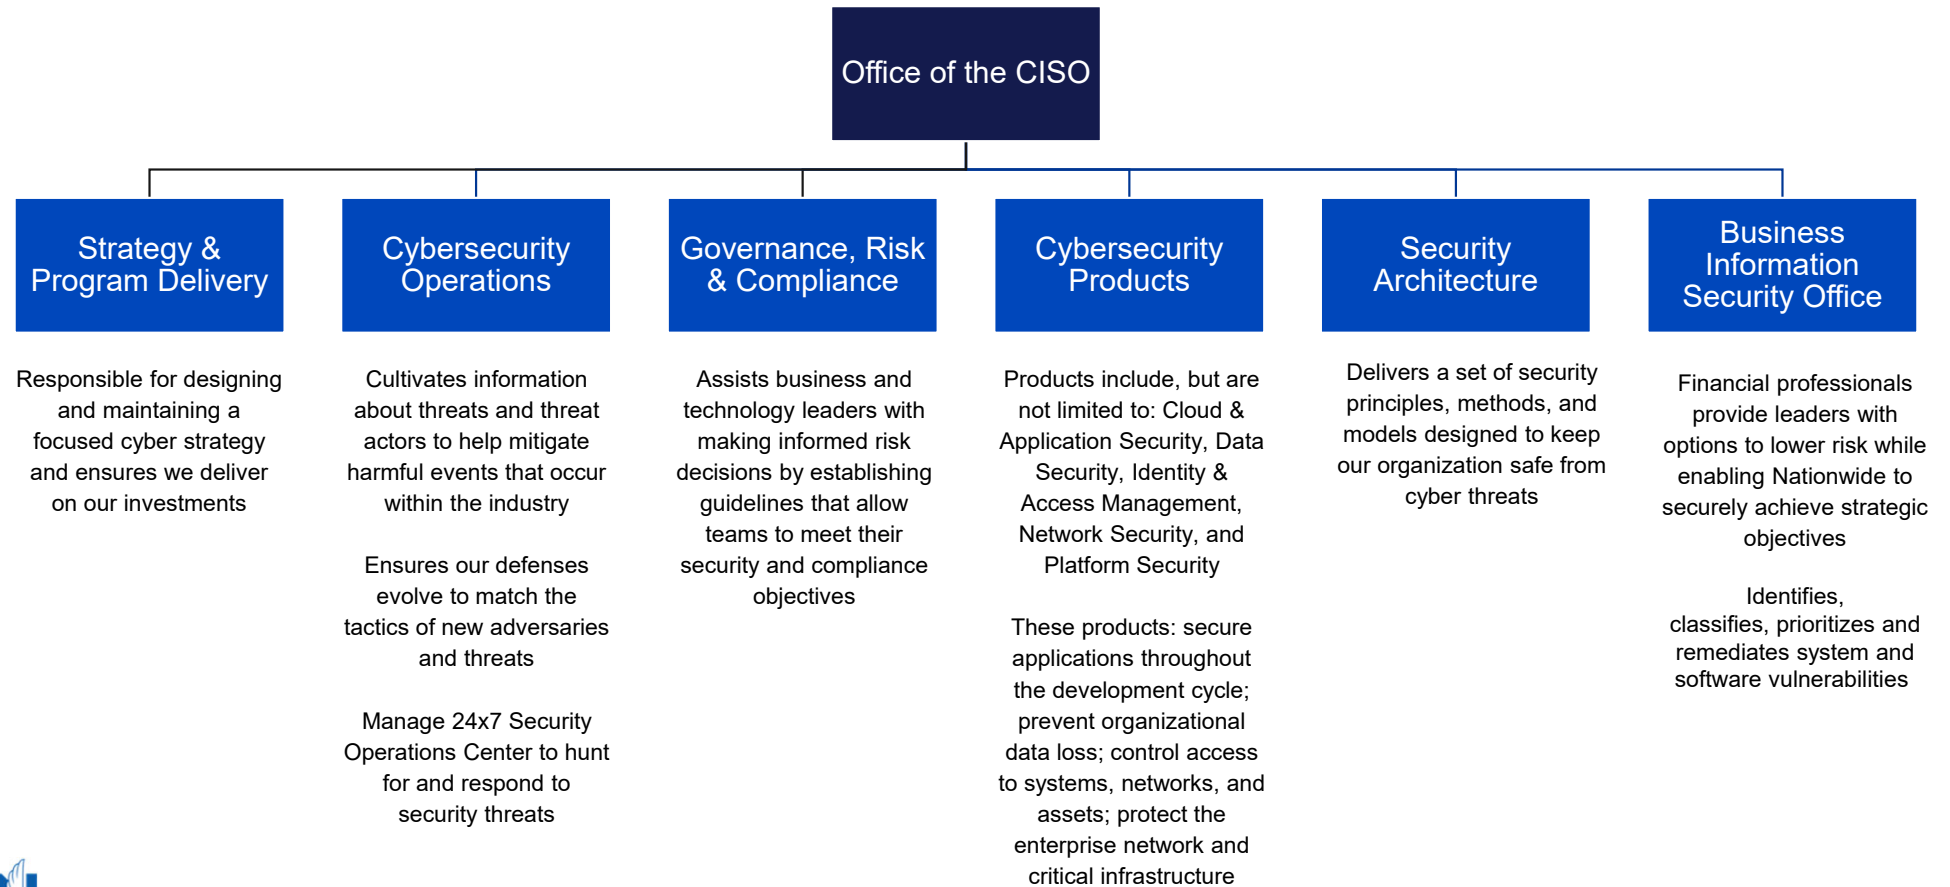 Office of the CISO
Strategy &
Program Delivery
Responsible for designing
and maintaining a
focused cyber strategy
and ensures we deliver
on our investments
Cybersecurity
Operations
Cultivates information
about threats and threat
actors to help mitigate
harmful events that occur
within the industry
Ensures our defenses
evolve to match the
tactics of new adversaries
and threats
Manage 24x7 Security
Operations Center to hunt
for and respond to
security threats
Governance, Risk
& Compliance
Assists business and
technology leaders with
making informed risk
decisions by establishing
guidelines that allow
teams to meet their
security and compliance
objectives
Cybersecurity
Products
Products include, but are
not limited to: Cloud &
Application Security, Data
Security, Identity &
Access Management,
Network Security, and
Platform Security
These products: secure
applications throughout
the development cycle;
prevent organizational
data loss; control access
to systems, networks, and
assets; protect the
enterprise network and
critical infrastructure
Security
Architecture
Delivers a set of security
principles, methods, and
models designed to keep
our organization safe from
cyber threats
Business
Information
Security Office
Financial professionals
provide leaders with
options to lower risk while
enabling Nationwide to
securely achieve strategic
objectives
Identifies,
classifies, prioritizes and
remediates system and
software vulnerabilities